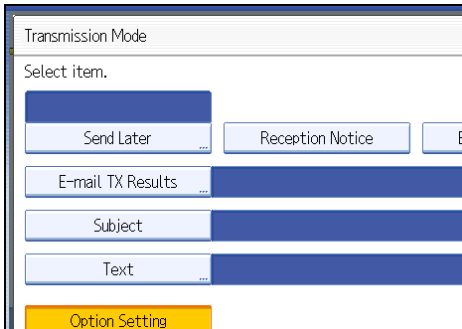 Transmission Mode
Select item.
Send Later ... Reception Notice
E-mail TX Results ...
Subject
Text ...
Option Setting